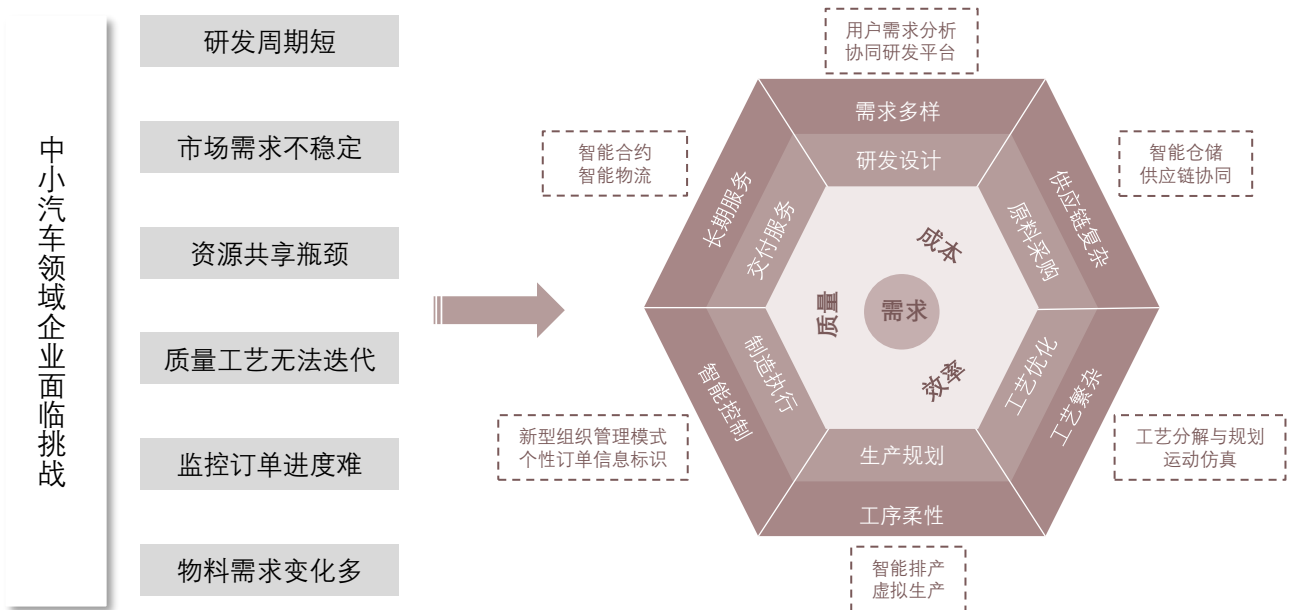 中小汽车领域企业面临挑战
研发周期短
市场需求不稳定
资源共享瓶颈
质量工艺无法迭代
监控订单进度难
物料需求变化多
用户需求分析
协同研发平台
需求多样
研发设计
智能合约
智能物流
长期服务
交付服务
智能仓储
供应链协同
供应链复杂
原料采购
成本
质量
需求
效率
新型组织管理模式
个性订单信息标识
智能控制
制造执行
工艺优化
工艺繁杂
工艺分解与规划
运动仿真
生产规划
工序柔性
智能排产
虚拟生产